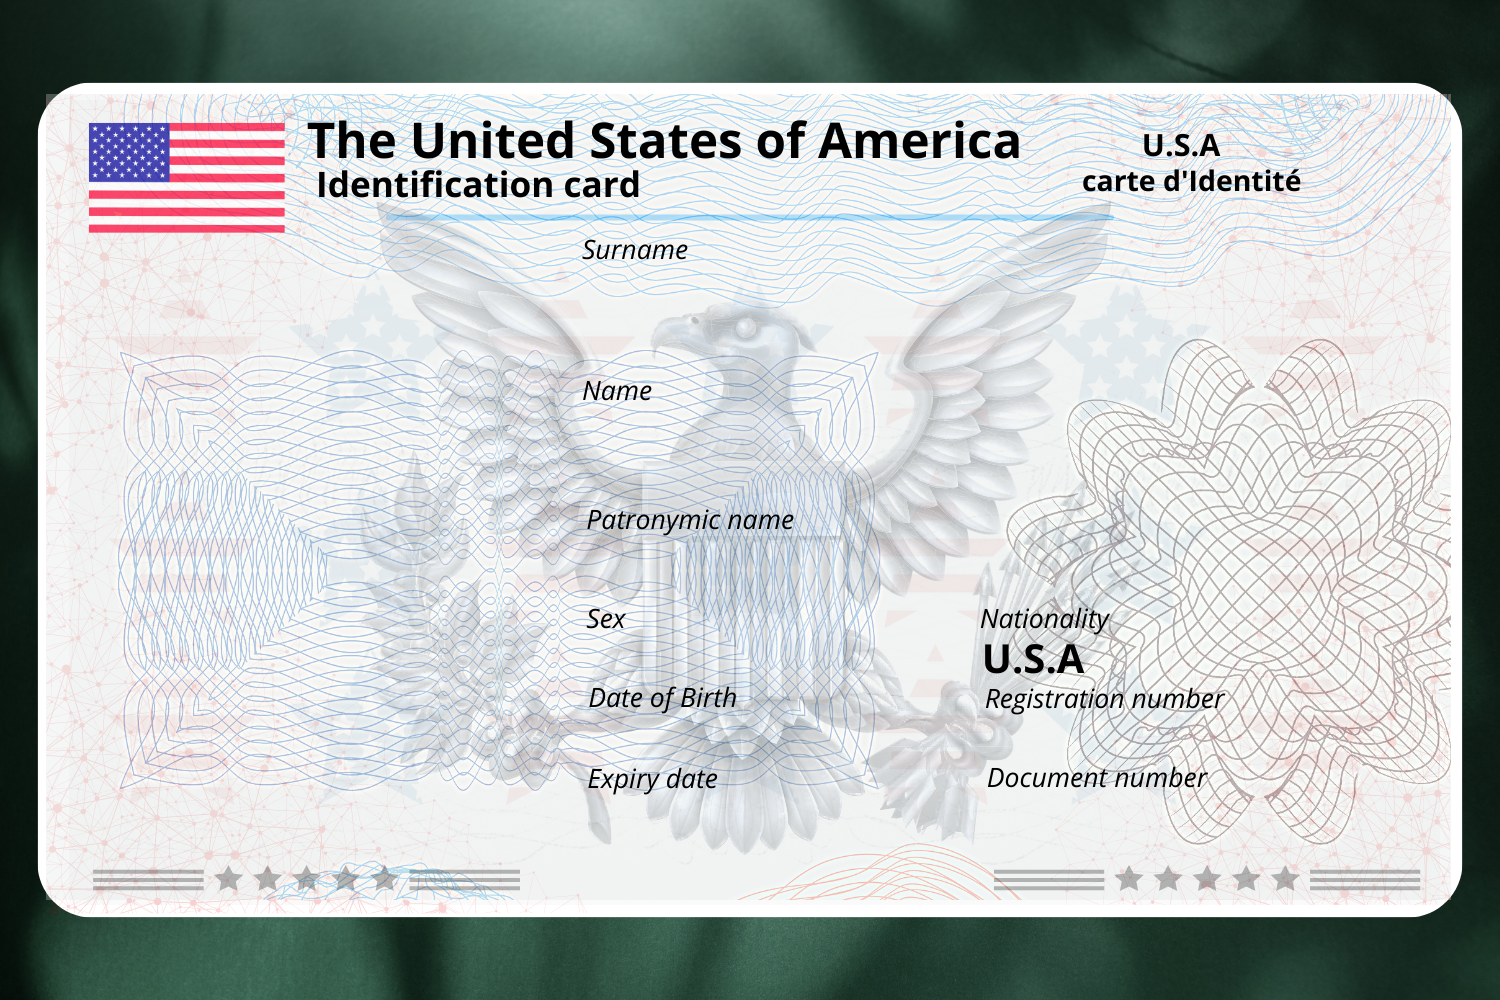 The United States of America
Identification card
U.S.A
carte d'Identité
Surname
Name
Patronymic name
Sex
Nationality
U.S.A
Date of Birth
Registration number
Expiry date
Document number